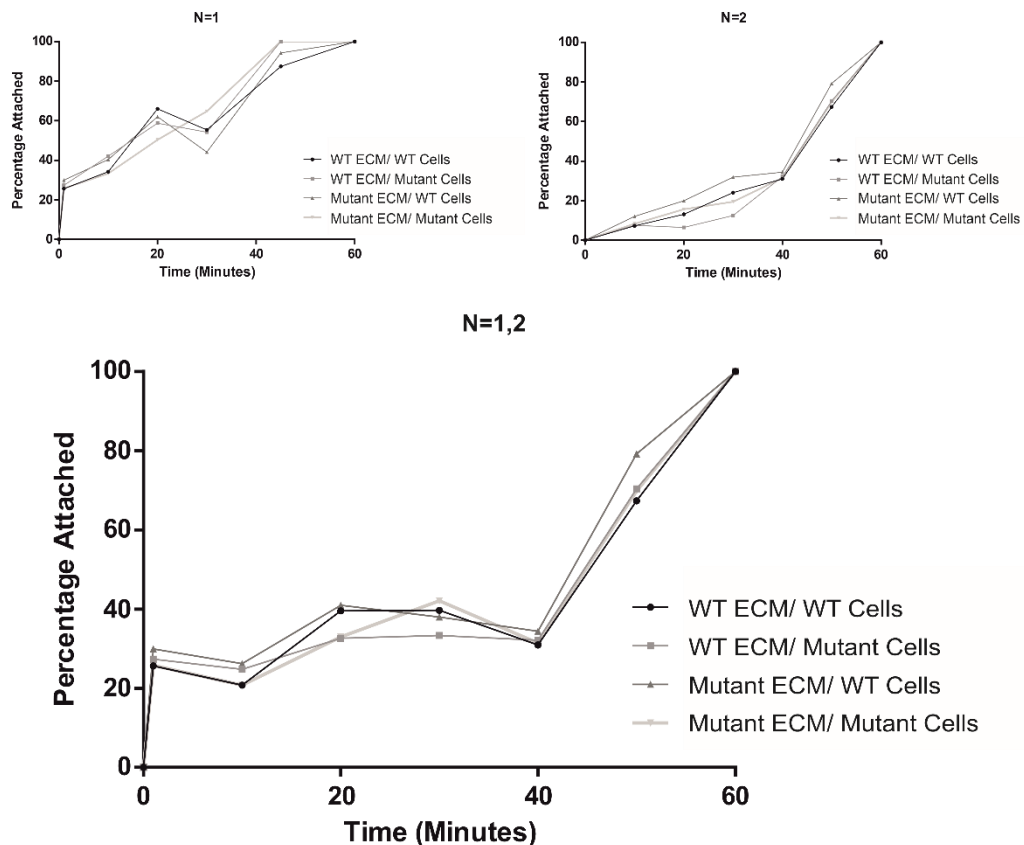 N=1
100
80
60
40
20
0
Percentage Attached
0
20
40
60
Time (Minutes)
WT ECM/ WT Cells
WT ECM/ Mutant Cells
Mutant ECM/ WT Cells
Mutant ECM/ Mutant Cells
N=2
100
80
60
40
20
0
Percentage Attached
0
20
40
60
Time (Minutes)
WT ECM/ WT Cells
WT ECM/ Mutant Cells
Mutant ECM/ WT Cells
Mutant ECM/ Mutant Cells
N=1,2
100
80
60
40
20
0
Percentage Attached
0
20
40
60
Time (Minutes)
WT ECM/ WT Cells
WT ECM/ Mutant Cells
Mutant ECM/ WT Cells
Mutant ECM/ Mutant Cells